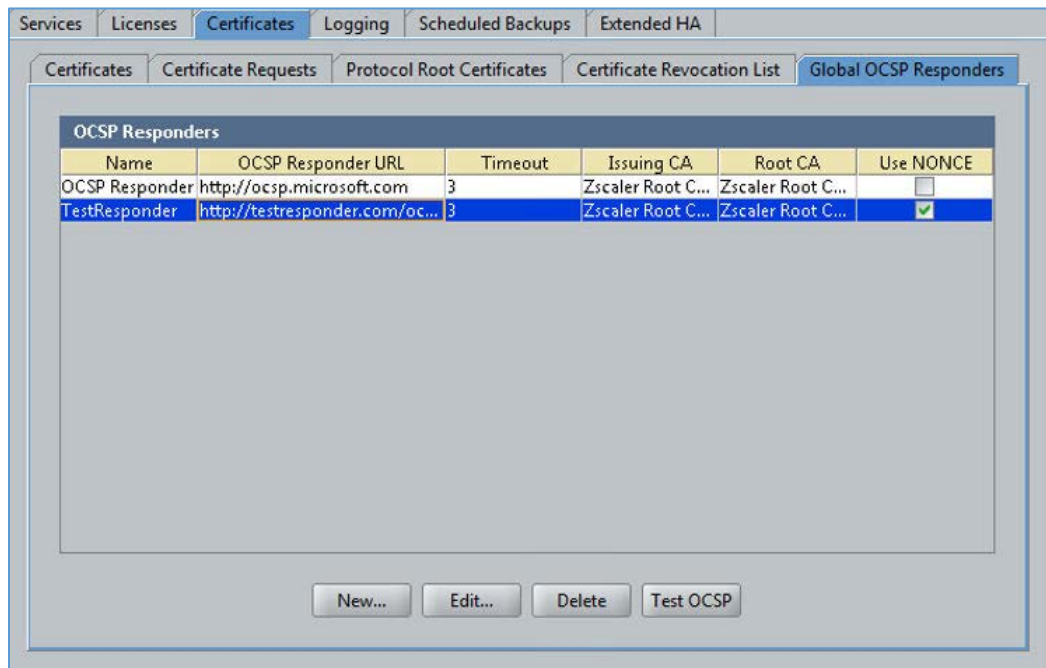 Services Licenses Certificates Logging Scheduled Backups Extended HA
Certificates Certificate Requests Protocol Root Certificates Certificate Revocation List Global OCSP Responders
OCSP Responders
Name OCSP Responder URL Timeout Issuing CA Root CA Use NONCE
OCSP Responder http://ocsp.microsoft.com 3 Zscaler Root C... Zscaler Root C...
TestResponder http://testresponder.com/oc... 3 Zscaler Root C... Zscaler Root C...
New... Edit... Delete Test OCSP